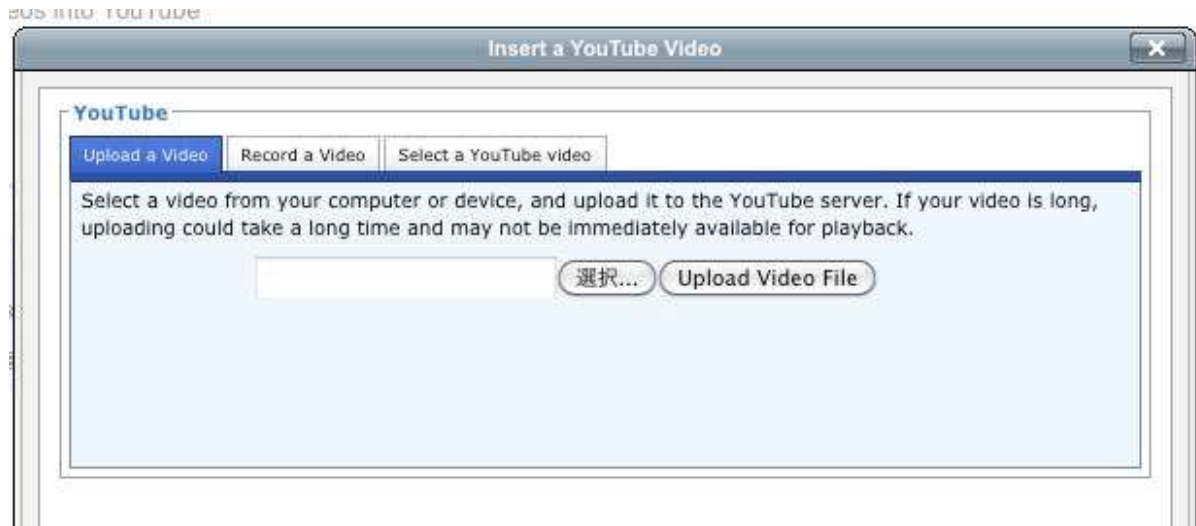 into YouTube
Insert a YouTube Video
YouTube
Upload a Video
Record a Video
Select a YouTube video
Select a video from your computer or device, and upload it to the YouTube server. If your video is long,
uploading could take a long time and may not be immediately available for playback.
選択...
Upload Video File